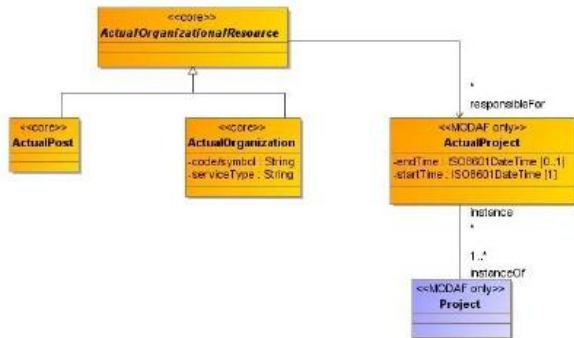 <<core>>
ActualOrganizationalResource
*
responsibleFor
<<core>>
ActualPost
<<core>>
ActualOrganization
-code/symbol : String
-serviceType : String
<<MODAF only>>
ActualProject
-endTime : ISO8601DateTime [0..1]
-startTime : ISO8601DateTime [1]
instance
*
1..*
instanceOf
<<MODAF only>>
Project